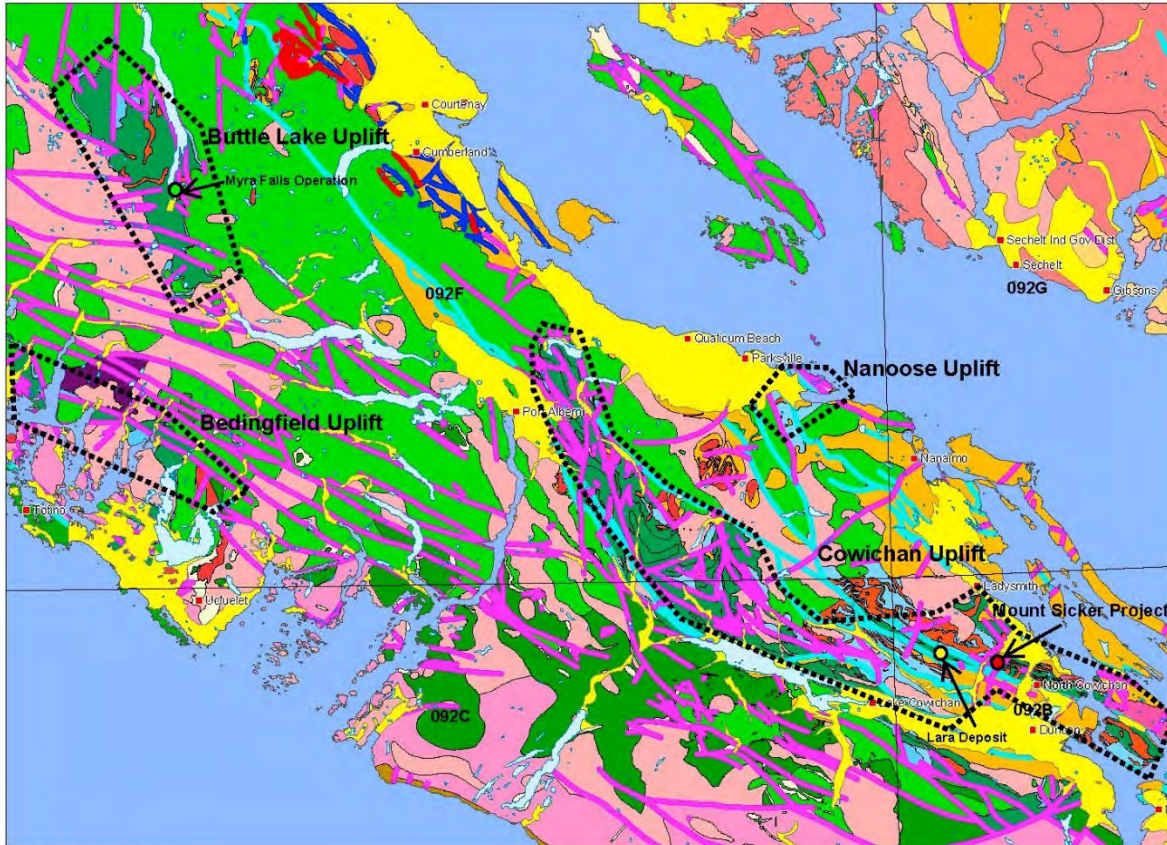 Courtenay
Buttle Lake Uplift
Cumberland
Myra Falls Operation
Sechelt Ind Gov Dist
Sechelt
092F
092G
Gibsons
Qualicum Beach
Parksville
Nanoose Uplift
Port Alberni
Bedingfield Uplift
Nanaimo
Tofino
Cowichan Uplift
Ladysmith
Ucluelet
Mount Sicker Project
North Cowichan
Lake Cowichan
092B
092C
Duncan
Lara Deposit